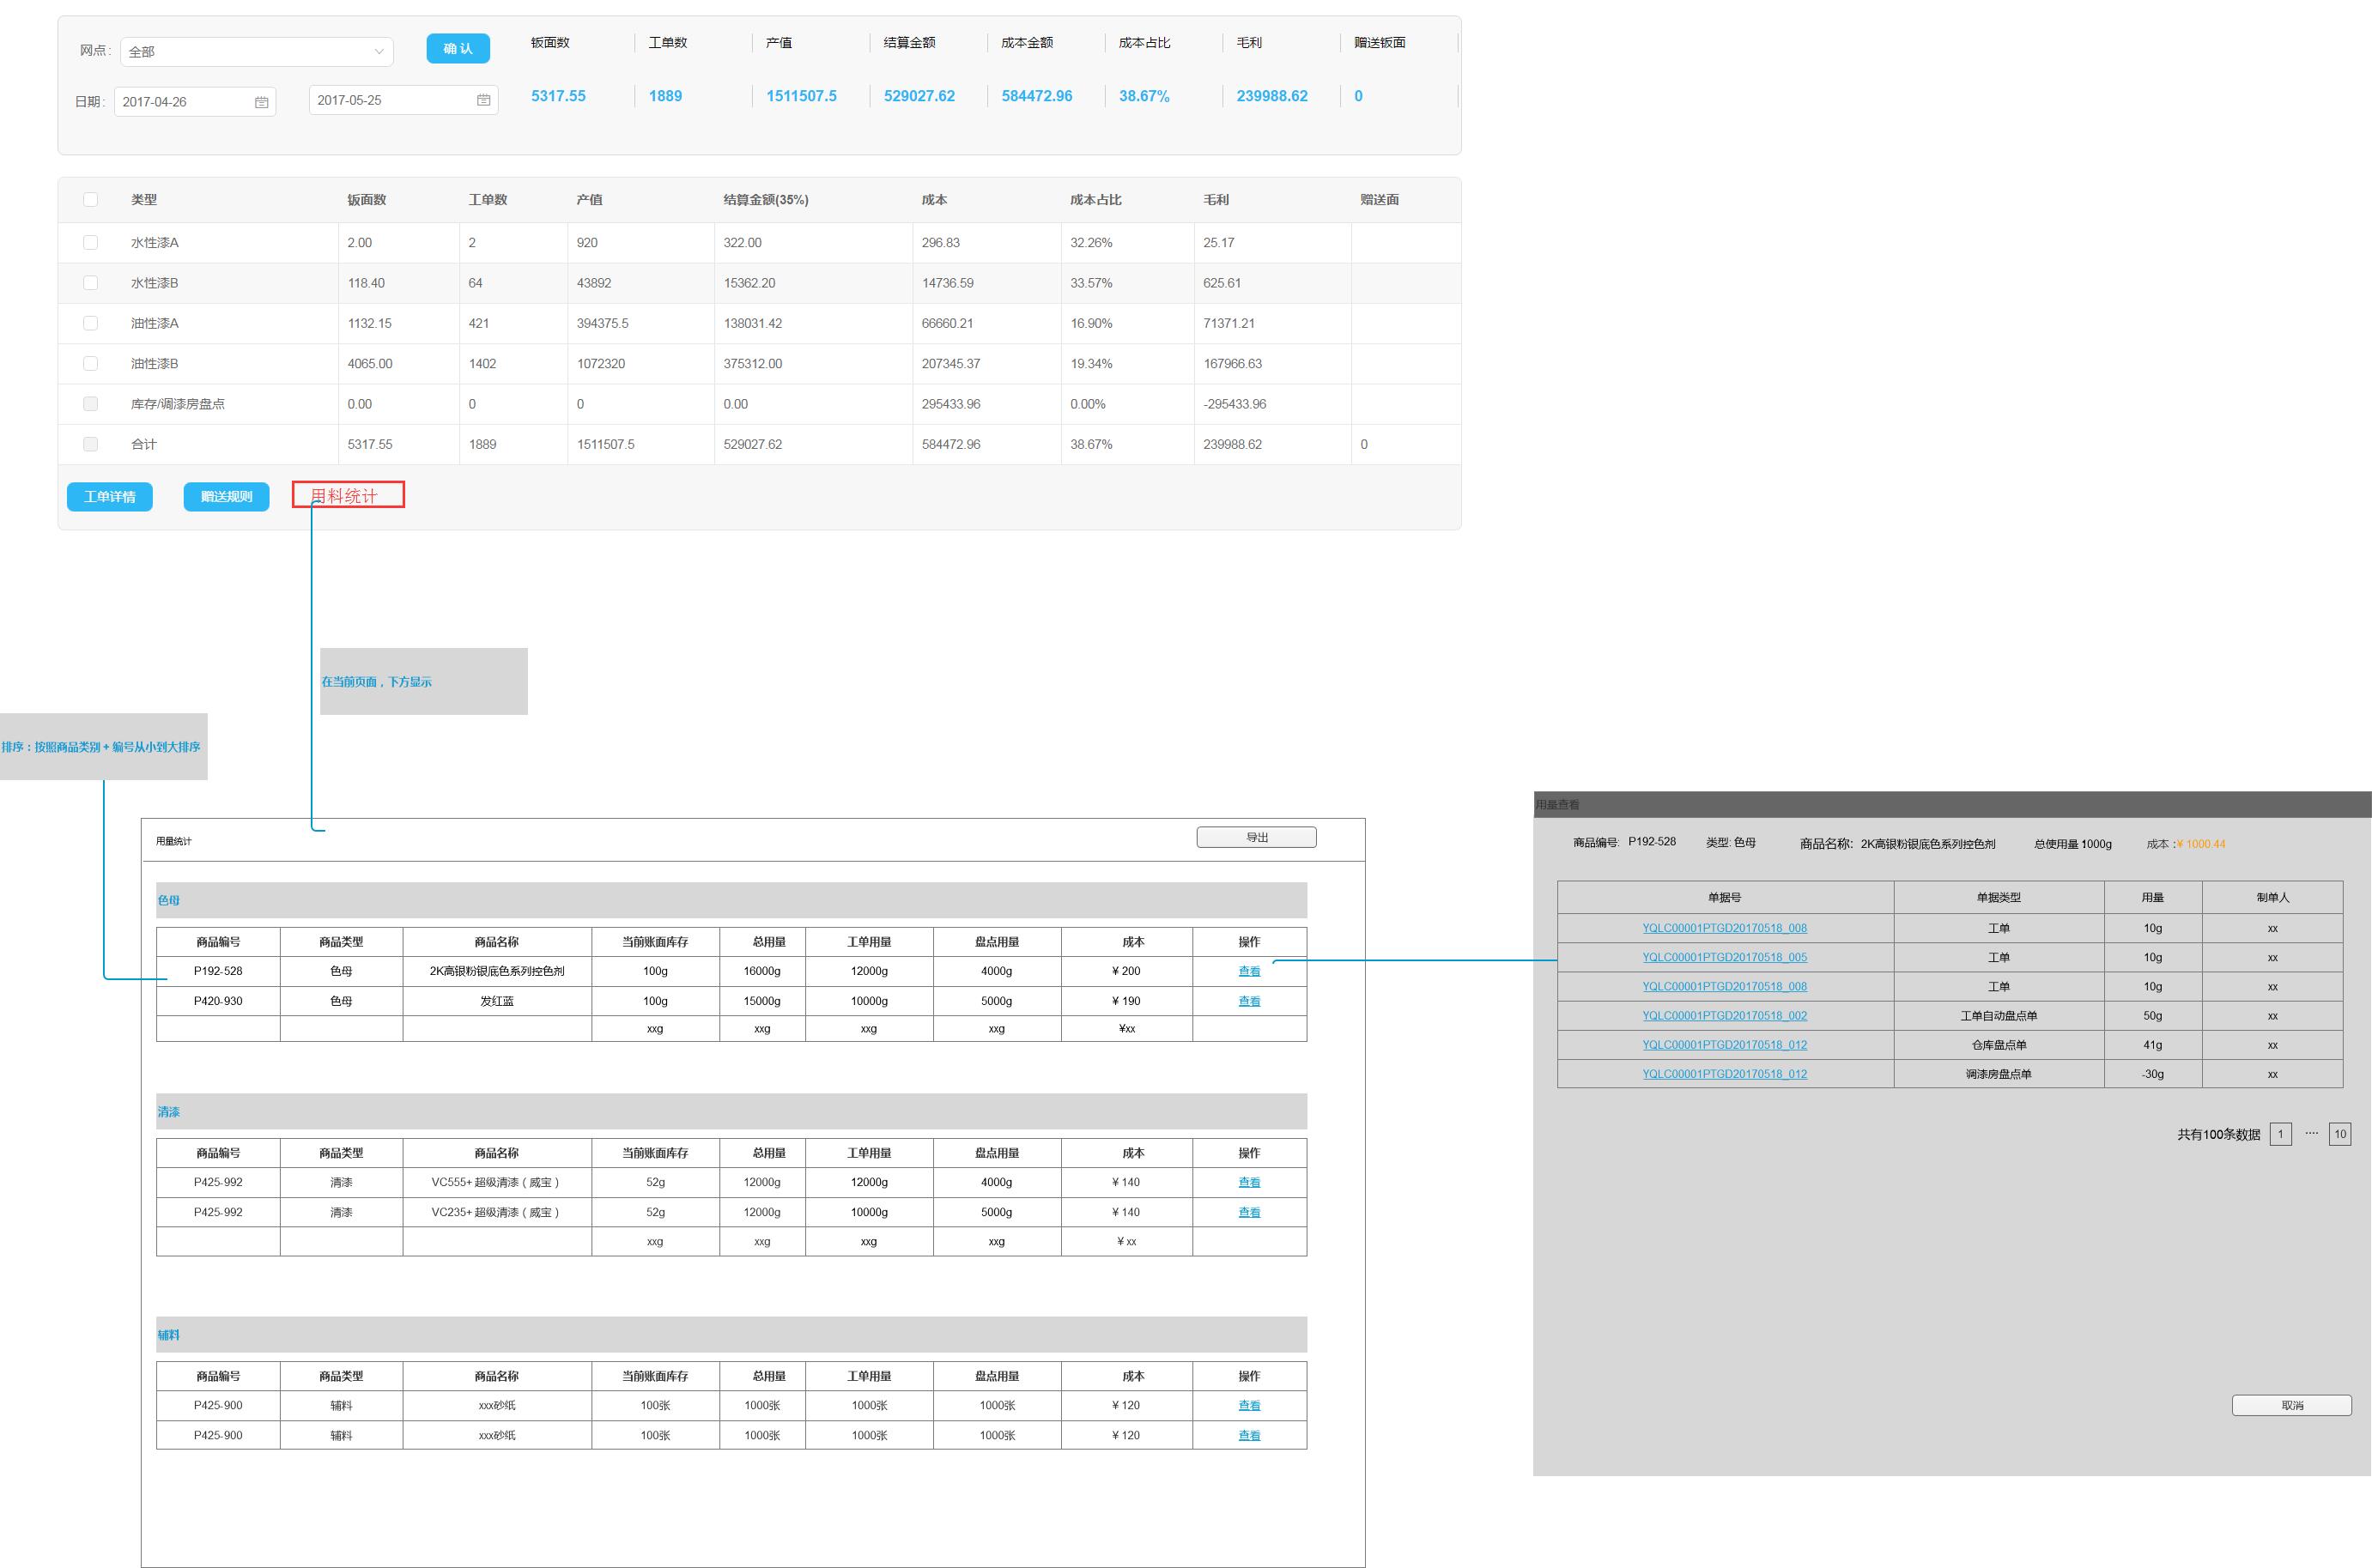 网点: 全部 确 认 钣面数 工单数 产值 结算金额 成本金额 成本占比 毛利 赠送钣面
日期: 2017-04-26 2017-05-25 5317.55 1889 1511507.5 529027.62 584472.96 38.67% 239988.62 0
类型 钣面数 工单数 产值 结算金额(35%) 成本 成本占比 毛利 赠送面
水性漆A 2.00 2 920 322.00 296.83 32.26% 25.17
水性漆B 118.40 64 43892 15362.20 14736.59 33.57% 625.61
油性漆A 1132.15 421 394375.5 138031.42 66660.21 16.90% 71371.21
油性漆B 4065.00 1402 1072320 375312.00 207345.37 19.34% 167966.63
库存/调漆房盘点 0.00 0 0 0.00 295433.96 0.00% -295433.96
合计 5317.55 1889 1511507.5 529027.62 584472.96 38.67% 239988.62 0
工单详情 赠送规则 用料统计
在当前页面，下方显示
排序：按照商品类别 + 编号从小到大排序
用量统计 导出
色母
商品编号 商品类型 商品名称 当前账面库存 总用量 工单用量 盘点用量 成本 操作
P192-528 色母 2K高银粉银底色系列控色剂 100g 16000g 12000g 4000g ¥ 200 查看
P420-930 色母 发红蓝 100g 15000g 10000g 5000g ¥ 190 查看
xxg xxg xxg xxg ¥xx
清漆
商品编号 商品类型 商品名称 当前账面库存 总用量 工单用量 盘点用量 成本 操作
P425-992 清漆 VC555+ 超级清漆（威宝） 52g 12000g 12000g 4000g ¥ 140 查看
P425-992 清漆 VC235+ 超级清漆（威宝） 52g 12000g 10000g 5000g ¥ 140 查看
xxg xxg xxg xxg ¥ xx
辅料
商品编号 商品类型 商品名称 当前账面库存 总用量 工单用量 盘点用量 成本 操作
P425-900 辅料 xxx砂纸 100张 1000张 1000张 1000张 ¥ 120 查看
P425-900 辅料 xxx砂纸 100张 1000张 1000张 1000张 ¥ 120 查看
用量查看
商品编号: P192-528 类型: 色母 商品名称: 2K高银粉银底色系列控色剂 总使用量 1000g 成本 :¥ 1000.44
单据号 单据类型 用量 制单人
YQLC00001PTGD20170518_008 工单 10g xx
YQLC00001PTGD20170518_005 工单 10g xx
YQLC00001PTGD20170518_008 工单 10g xx
YQLC00001PTGD20170518_002 工单自动盘点单 50g xx
YQLC00001PTGD20170518_012 仓库盘点单 41g xx
YQLC00001PTGD20170518_012 调漆房盘点单 -30g xx
共有100条数据 1 .... 10
取消